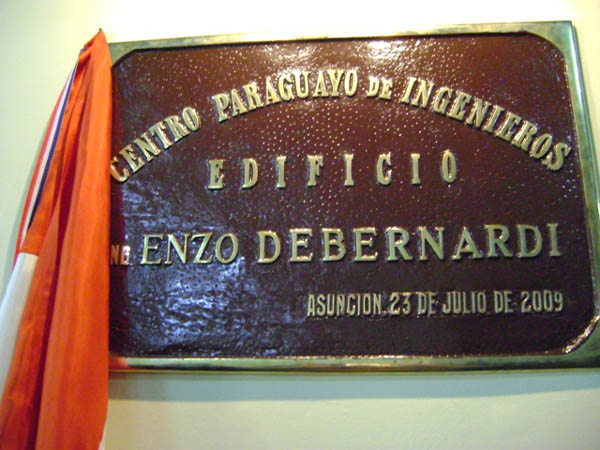 CENTRO PARAGUAYO DE INGENIEROS
EDIFICIO
ING. ENZO DEBERNARDI
ASUNCION, 23 DE JULIO DE 2009